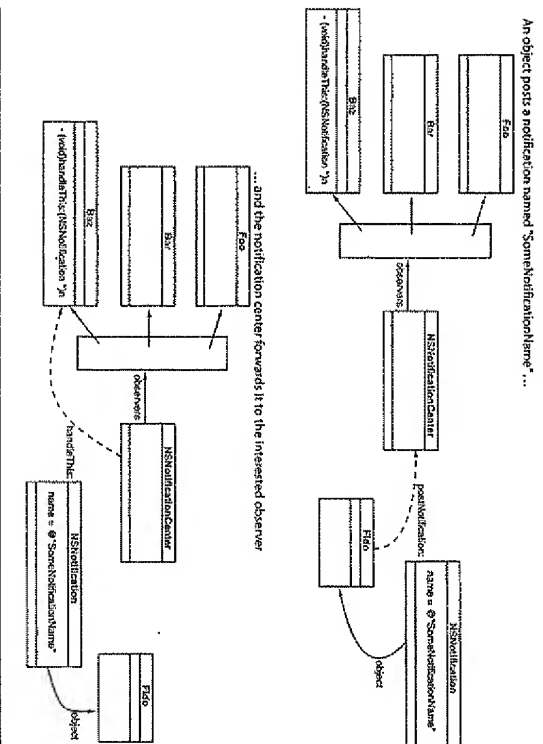 An object posts a notification named "SomeNotificationName"...
Foo
Bar
Baz
- (void)handleThis:(NSNotification *)n
observers
NSNotificationCenter
postNotification:
Fido
NSNotification
name = @"SomeNotificationName"
object
... and the notification center forwards it to the interested observer
Foo
Bar
Baz
- (void)handleThis:(NSNotification *)n
observers
NSNotificationCenter
handleThis:
NSNotification
name = @"SomeNotificationName"
object
Fido